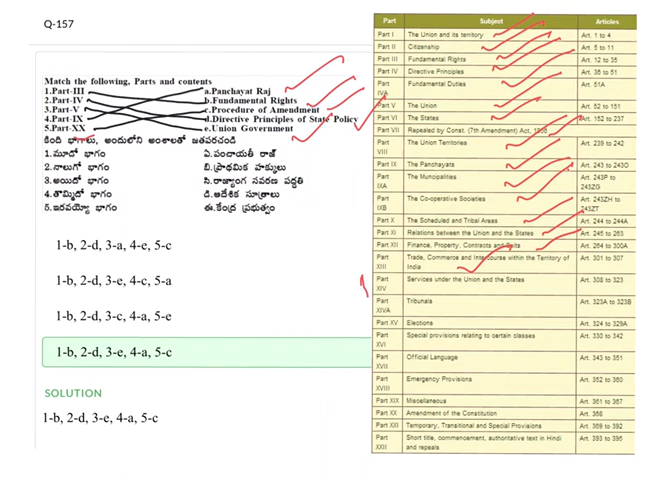 Q-157
Match the following, Parts and contents
1.Part-III a.Panchayat Raj
2.Part-IV b.Fundamental Rights
3.Part-V c.Procedure of Amendment
4.Part-IX d.Directive Principles of State Policy
5.Part-XX e.Union Government
కింది భాగాలు, అందులోని అంశాలతో జతపరచండి
1.మూడో భాగం ఏ.పంచాయతీ రాజ్
2.నాలుగో భాగం బి.ప్రాథమిక హక్కులు
3.అయిదో భాగం సి.రాజ్యాంగ సవరణ పద్ధతి
4.తొమ్మిదో భాగం డి.ఆదేశిక సూత్రాలు
5.ఇరవయ్యో భాగం ఈ.కేంద్ర ప్రభుత్వం
1-b, 2-d, 3-a, 4-e, 5-c
1-b, 2-d, 3-e, 4-c, 5-a
1-b, 2-d, 3-c, 4-a, 5-e
1-b, 2-d, 3-e, 4-a, 5-c
SOLUTION
1-b, 2-d, 3-e, 4-a, 5-c
Part Subject Articles
Part I The Union and its territory Art. 1 to 4
Part II Citizenship Art. 5 to 11
Part III Fundamental Rights Art. 12 to 35
Part IV Directive Principles Art. 36 to 51
Part IVA Fundamental Duties Art. 51A
Part V The Union Art. 52 to 151
Part VI The States Art. 152 to 237
Part VII Repealed by Const. (7th Amendment) Act,
Part VIII The Union Territories Art. 239 to 242
Part IX The Panchayats Art. 243 to 243O
Part IXA The Muncipalities Art. 243P to 243ZG
Part IXB The Co-operative Societies Art. 243ZH to 243ZT
Part X The Scheduled and Tribal Areas Art. 244 to 244A
Part XI Relations between the Union and the States Art. 245 to 263
Part XII Finance, Property, Contracts and Suits Art. 264 to 300A
Part XIII Trade, Commerce and Intercourse within the Territory of India Art. 301 to 307
Part XIV Services under the Union and the States Art. 308 to 323
Part XIVA Tribunals Art. 323A to 323B
Part XV Elections Art. 324 to 329A
Part XVI Special provisions relating to certain classes Art. 330 to 342
Part XVII Official Language Art. 343 to 351
Part XVIII Emergency Provisions Art. 352 to 360
Part XIX Miscellaneous Art. 361 to 367
Part XX Amendment of the Constitution Art. 368
Part XXI Temporary, Transitional and Special Provisions Art. 369 to 392
Part XXII Short title, commencement, authoritative text in Hindi and repeals Art. 393 to 395